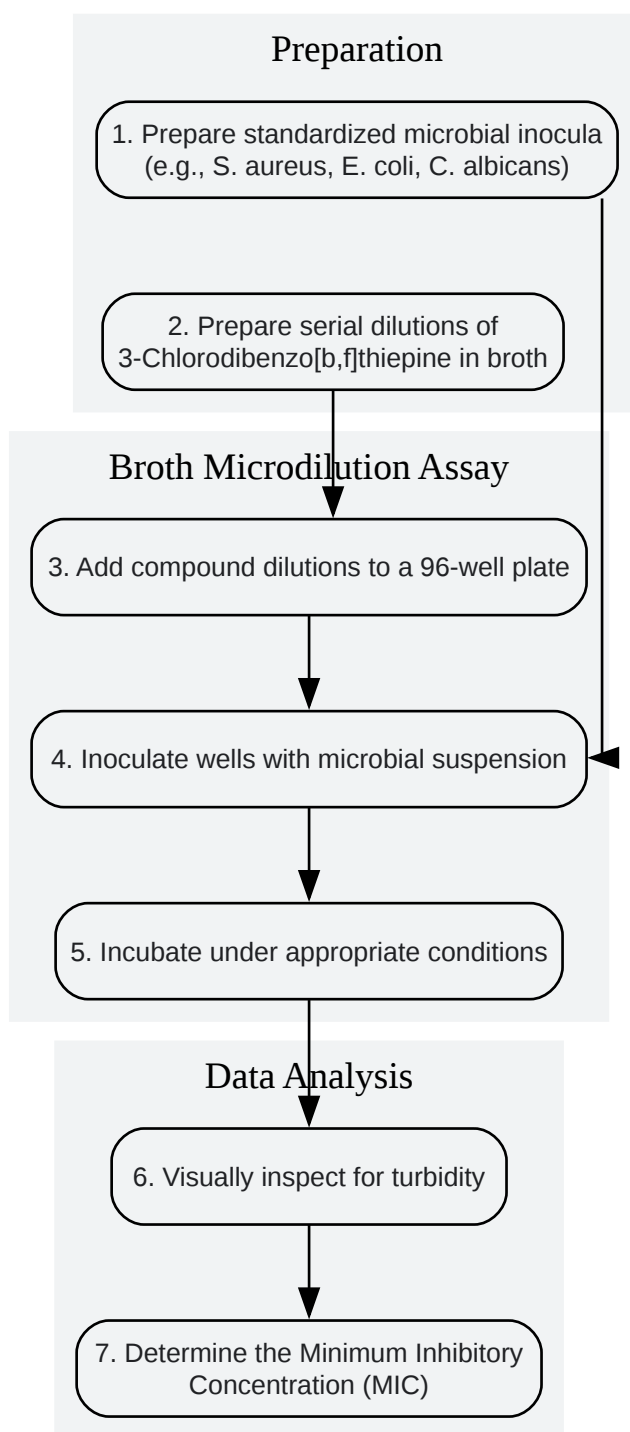 Preparation
1. Prepare standardized microbial inocula
(e.g., S. aureus, E. coli, C. albicans)
2. Prepare serial dilutions of
3-Chlorodibenzo[b,f]thiepine in broth
Broth Microdilution Assay
3. Add compound dilutions to a 96-well plate
4. Inoculate wells with microbial suspension
5. Incubate under appropriate conditions
Data Analysis
6. Visually inspect for turbidity
7. Determine the Minimum Inhibitory
Concentration (MIC)